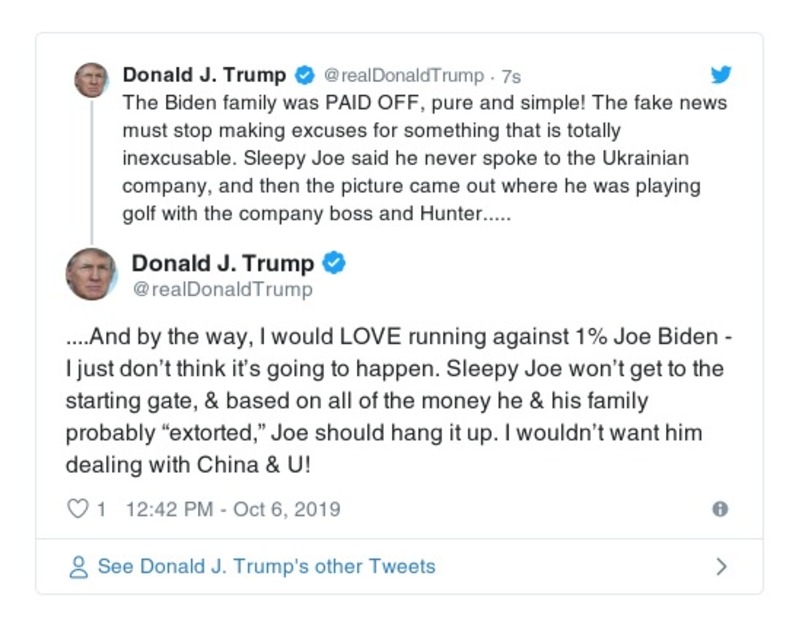 Donald J. Trump @realDonaldTrump · 7s
The Biden family was PAID OFF, pure and simple! The fake news
must stop making excuses for something that is totally
inexcusable. Sleepy Joe said he never spoke to the Ukrainian
company, and then the picture came out where he was playing
golf with the company boss and Hunter.....
Donald J. Trump
@realDonaldTrump
....And by the way, I would LOVE running against 1% Joe Biden -
I just don’t think it’s going to happen. Sleepy Joe won’t get to the
starting gate, & based on all of the money he & his family
probably “extorted,” Joe should hang it up. I wouldn’t want him
dealing with China & U!
1 12:42 PM - Oct 6, 2019
See Donald J. Trump's other Tweets